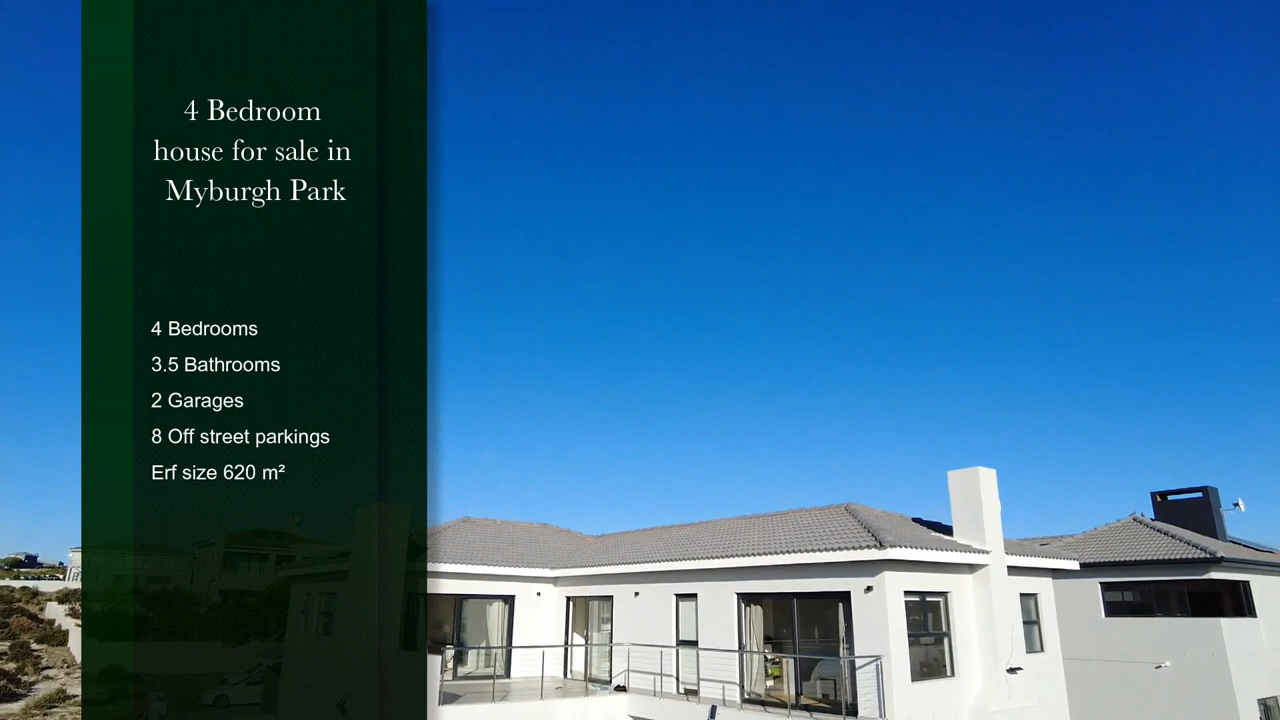 4 Bedroom
house for sale in
Myburgh Park
4 Bedrooms
3.5 Bathrooms
2 Garages
8 Off street parkings
Erf size 620 m²